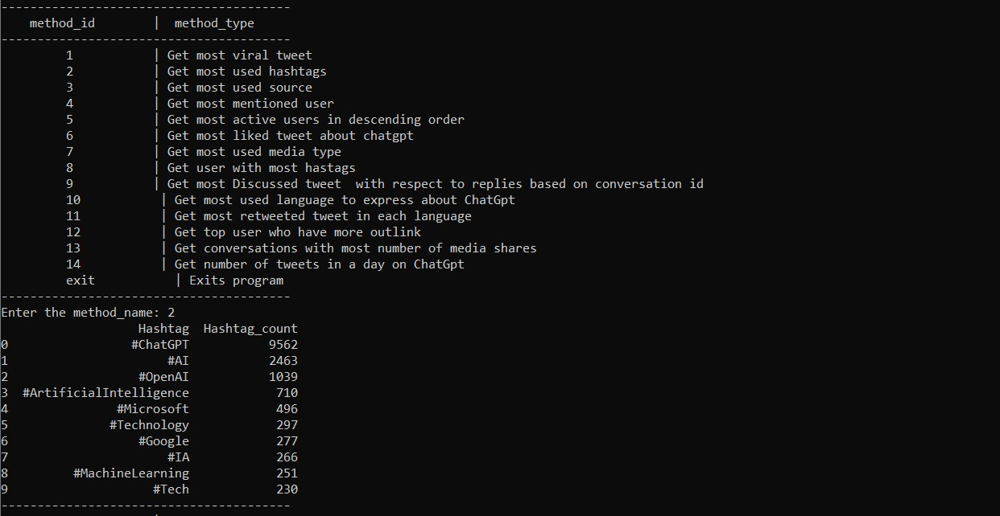 ----------------------------------------
    method_id        |  method_type
----------------------------------------
         1           | Get most viral tweet
         2           | Get most used hashtags
         3           | Get most used source
         4           | Get most mentioned user
         5           | Get most active users in descending order
         6           | Get most liked tweet about chatgpt
         7           | Get most used media type
         8           | Get user with most hastags
         9           | Get most Discussed tweet  with respect to replies based on conversation id
         10           | Get most used language to express about ChatGpt
         11           | Get most retweeted tweet in each language
         12           | Get top user who have more outlink
         13           | Get conversations with most number of media shares
         14           | Get number of tweets in a day on ChatGpt
         exit           | Exits program
----------------------------------------
Enter the method_name: 2
                   Hashtag  Hashtag_count
0                 #ChatGPT           9562
1                      #AI           2463
2                  #OpenAI           1039
3  #ArtificialIntelligence            710
4               #Microsoft            496
5              #Technology            297
6                  #Google            277
7                      #IA            266
8         #MachineLearning            251
9                    #Tech            230
----------------------------------------